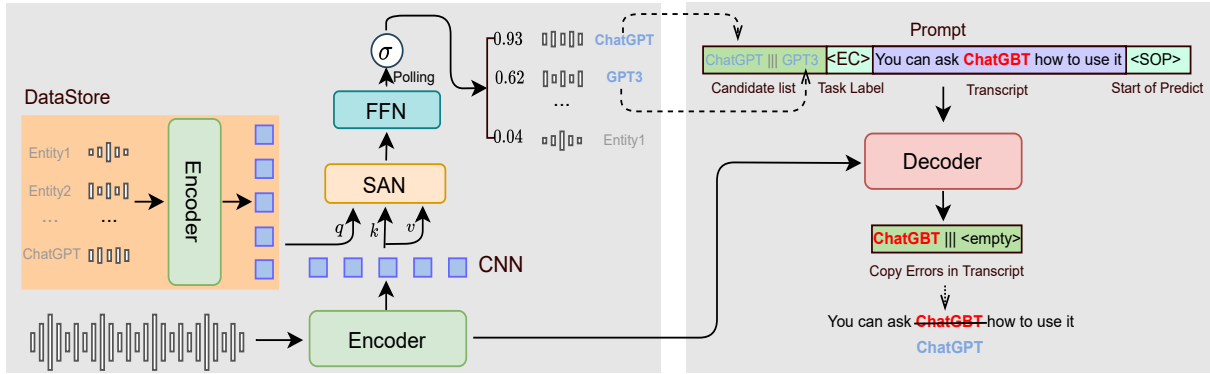 DataStore
Entity1
Entity2
...
...
ChatGPT
Encoder
σ
Polling
FFN
SAN
q
k
v
CNN
Encoder
0.93
ChatGPT
0.62
GPT3
...
0.04
Entity1
Prompt
ChatGPT ||| GPT3 <EC> You can ask ChatGBT how to use it <SOP>
Candidate list
Task Label
Transcript
Start of Predict
Decoder
ChatGBT ||| <empty>
Copy Errors in Transcript
You can ask ChatGBT how to use it
ChatGPT